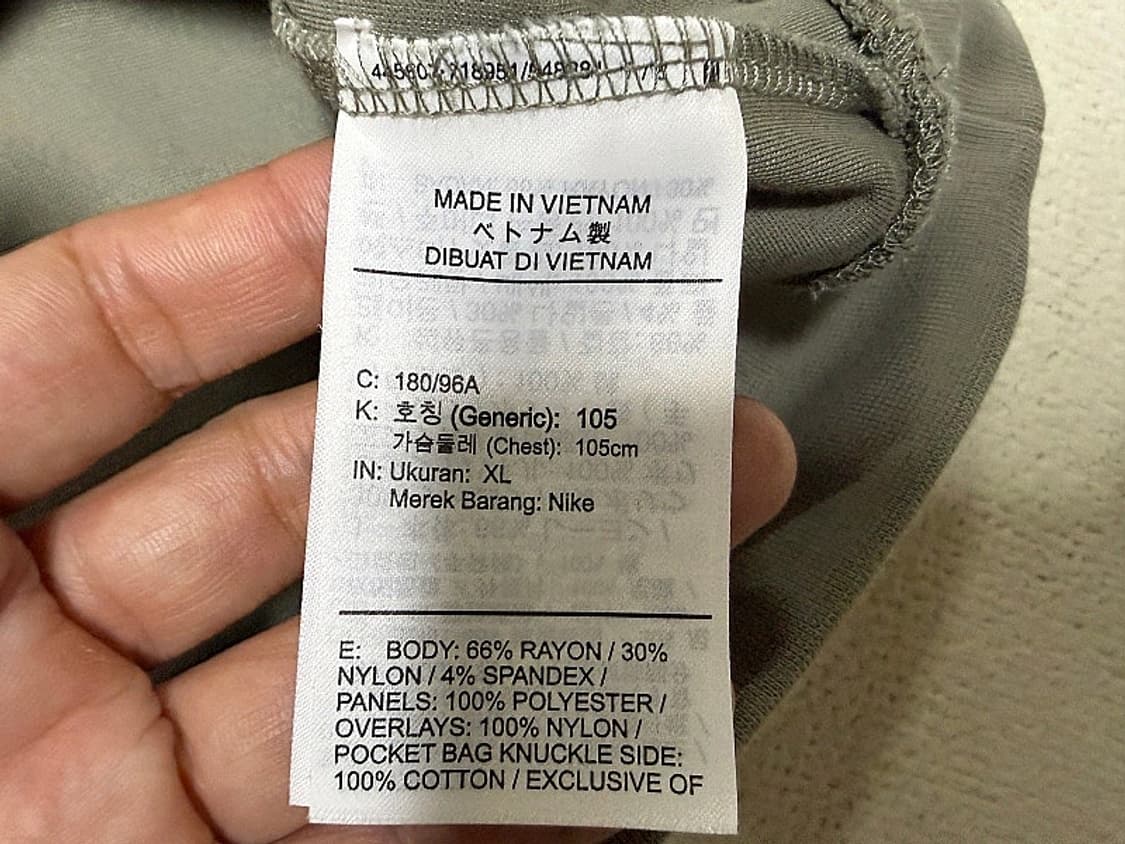 MADE IN VIETNAM
ベトナム製
DIBUAT DI VIETNAM
C: 180/96A
K: 호칭 (Generic): 105
가슴둘레 (Chest): 105cm
IN: Ukuran: XL
Merek Barang: Nike
E: BODY: 66% RAYON / 30%
NYLON / 4% SPANDEX /
PANELS: 100% POLYESTER /
OVERLAYS: 100% NYLON /
POCKET BAG KNUCKLE SIDE:
100% COTTON / EXCLUSIVE OF